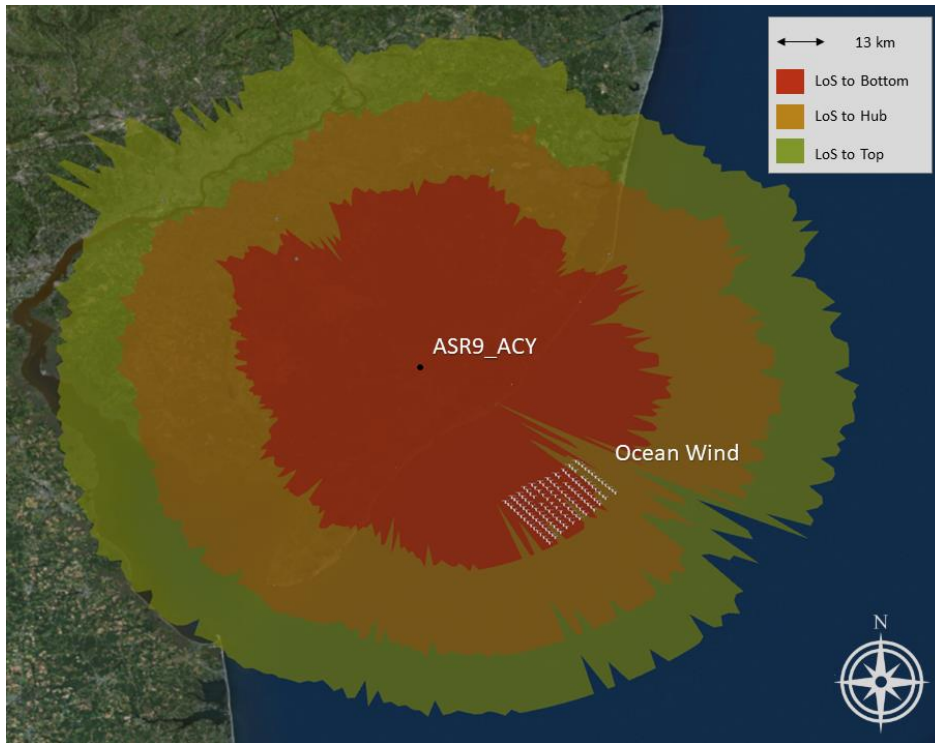 13 km
LoS to Bottom
LoS to Hub
LoS to Top
ASR9_ACY
Ocean Wind
N